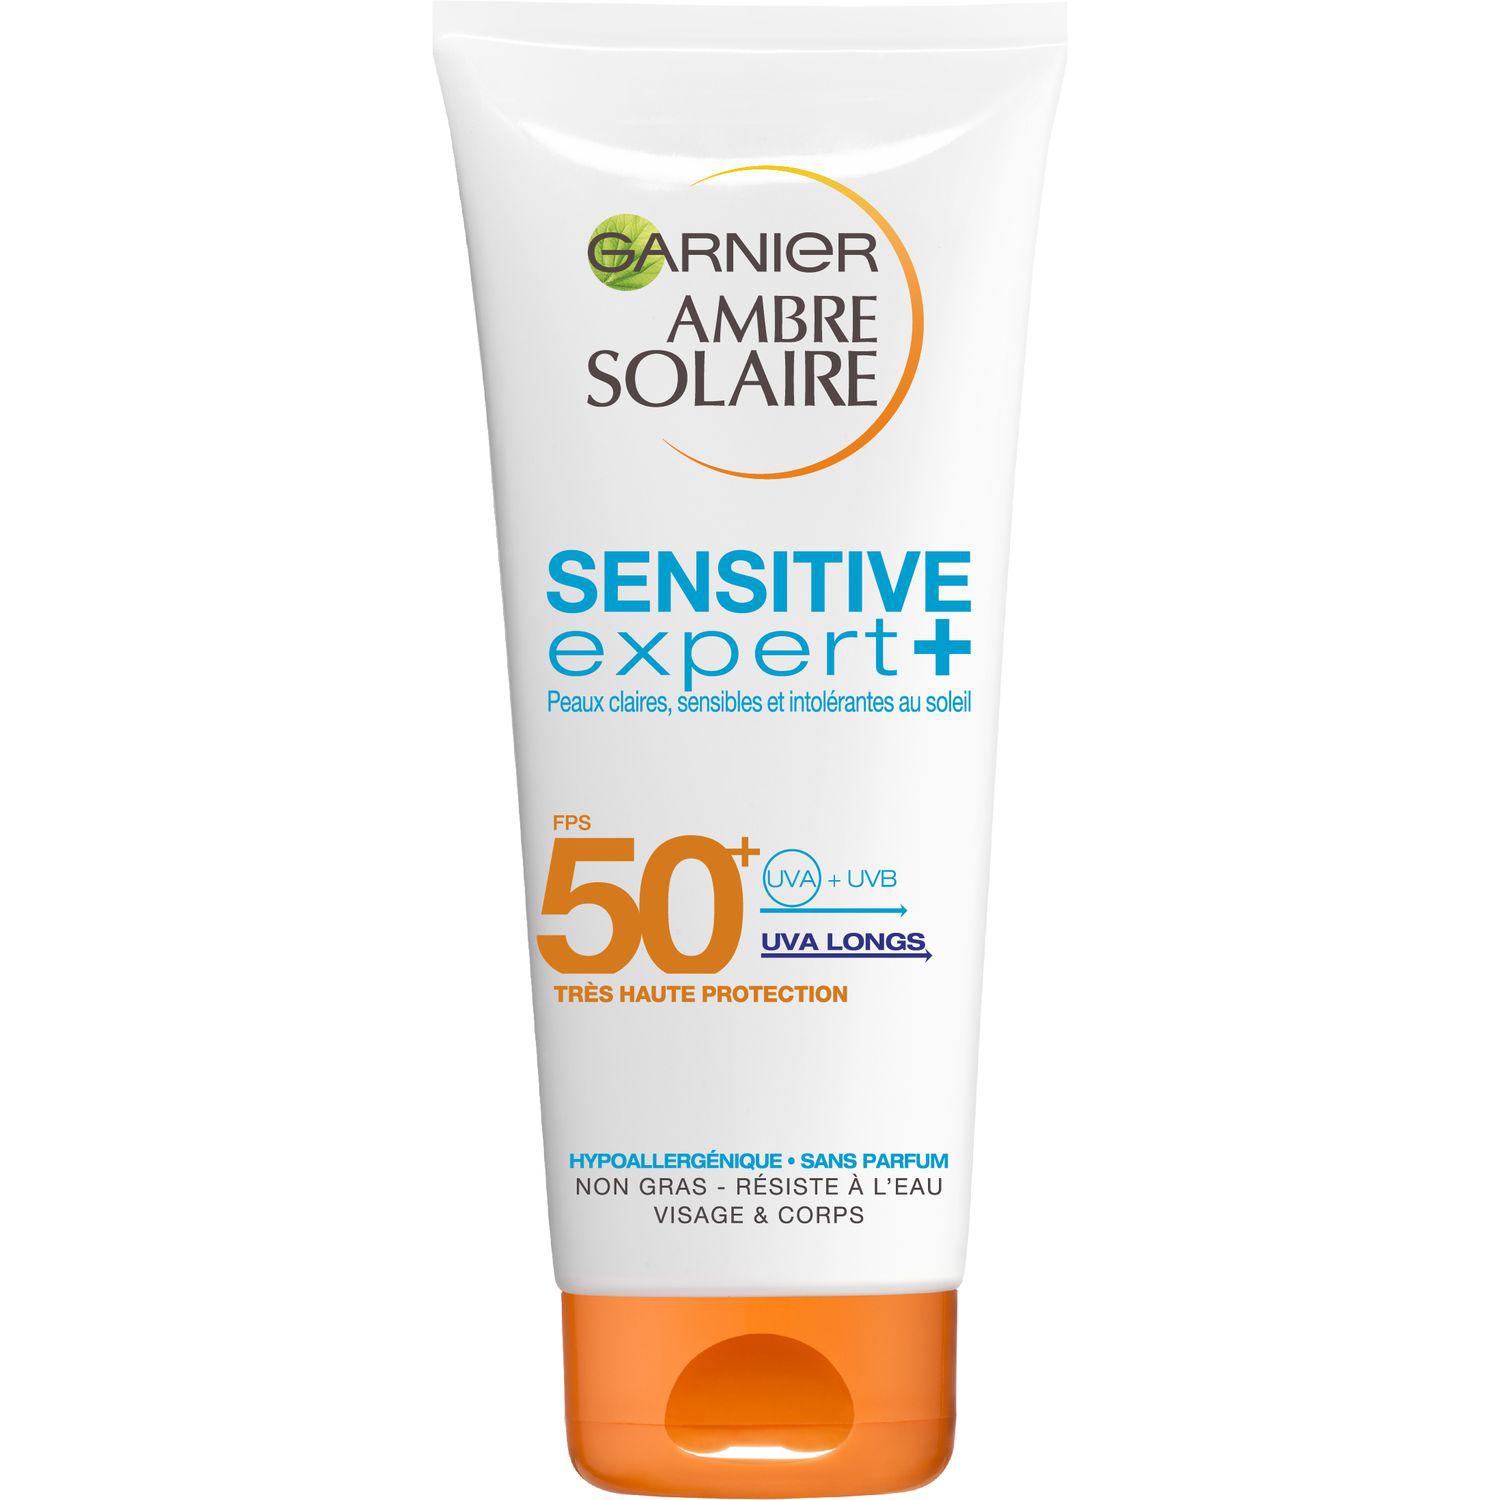 GARNIER
AMBRE
SOLAIRE
SENSITIVE
expert+
Peaux claires, sensibles et intolérantes au soleil
FPS
50+
UVA + UVB
UVA LONGS
TRÈS HAUTE PROTECTION
HYPOALLERGÉNIQUE • SANS PARFUM
NON GRAS - RÉSISTE À L'EAU
VISAGE & CORPS